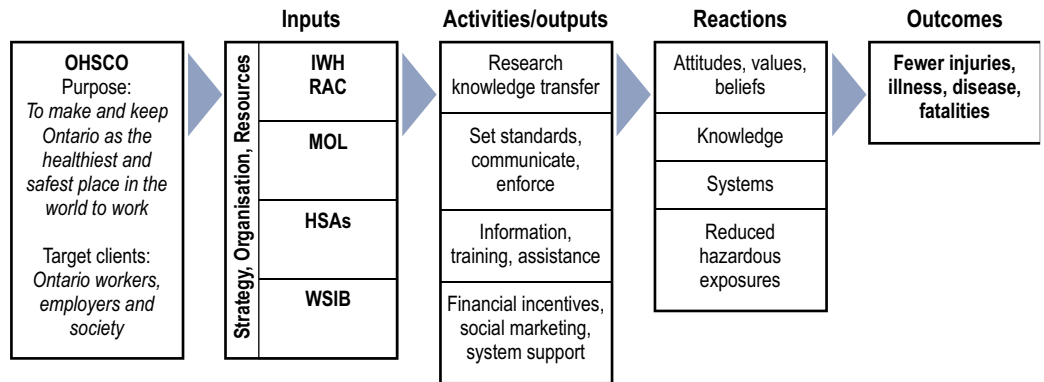 Inputs
Activities/outputs
Reactions
Outcomes
OHSCO
Purpose:
To make and keep
Ontario as the
healthiest and
safest place in the
world to work
Target clients:
Ontario workers,
employers and
society
Strategy, Organisation, Resources
IWH
RAC
MOL
HSAs
WSIB
Research
knowledge transfer
Set standards,
communicate,
enforce
Information,
training, assistance
Financial incentives,
social marketing,
system support
Attitudes, values,
beliefs
Knowledge
Systems
Reduced
hazardous
exposures
Fewer injuries,
illness, disease,
fatalities